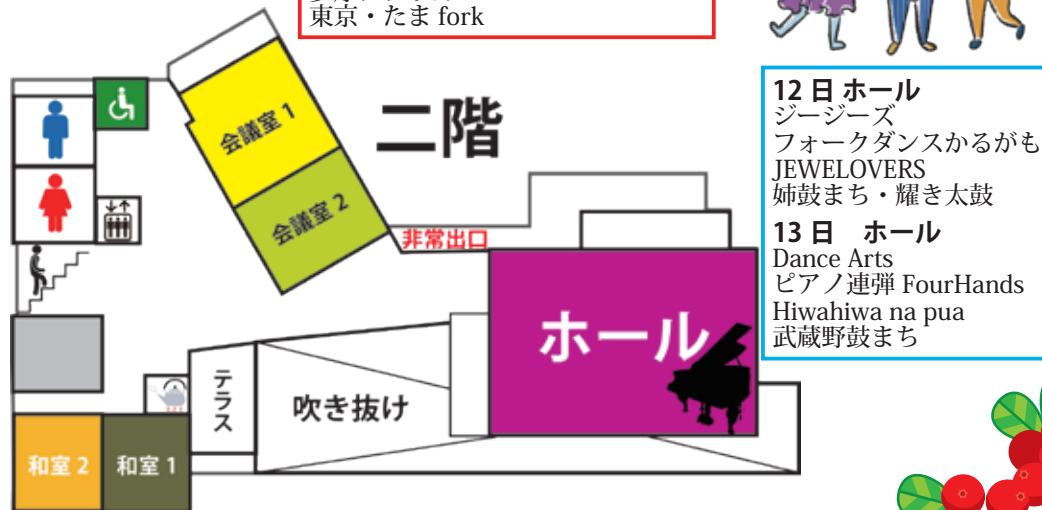 東京・たま fork
二階
会議室 1
会議室 2
非常出口
ホール
テラス
吹き抜け
和室 2
和室 1
12 日 ホール
ジージーズ
フォークダンスかるがも
JEWELOVERS
姉鼓まち・耀き太鼓
13 日　ホール
Dance Arts
ピアノ連弾 FourHands
Hiwahiwa na pua
武蔵野鼓まち